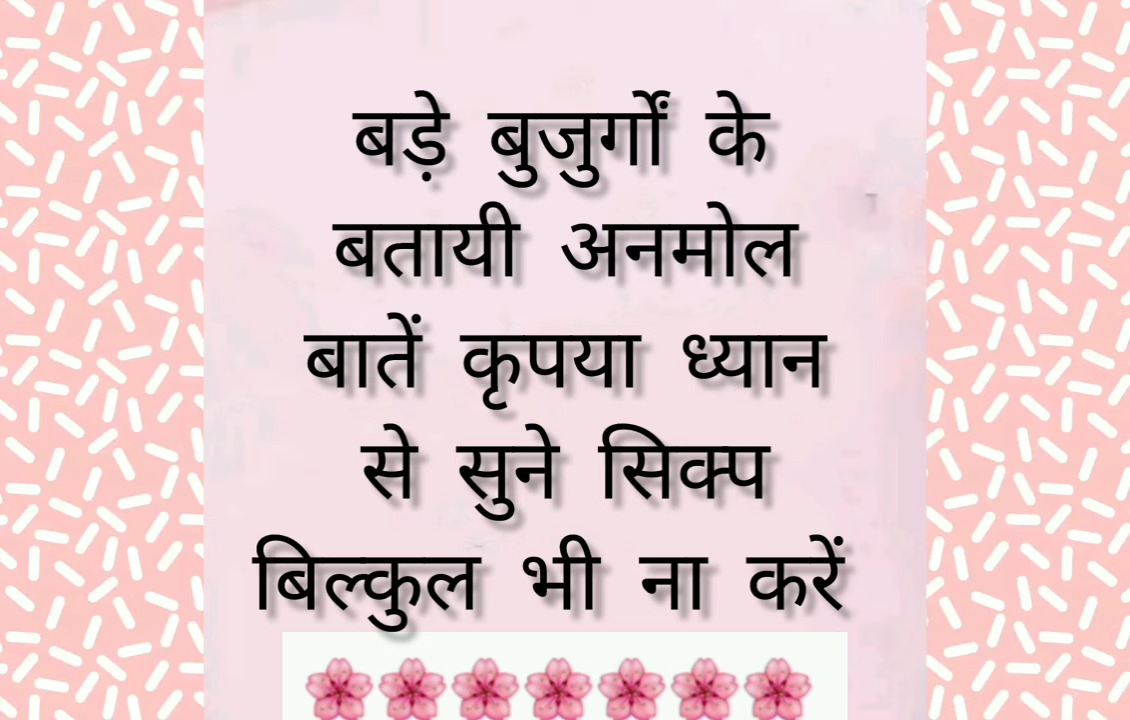 बड़े बुजुर्गों के
बतायी अनमोल
बातें कृपया ध्यान
से सुने सिक्प
बिल्कुल भी ना करें